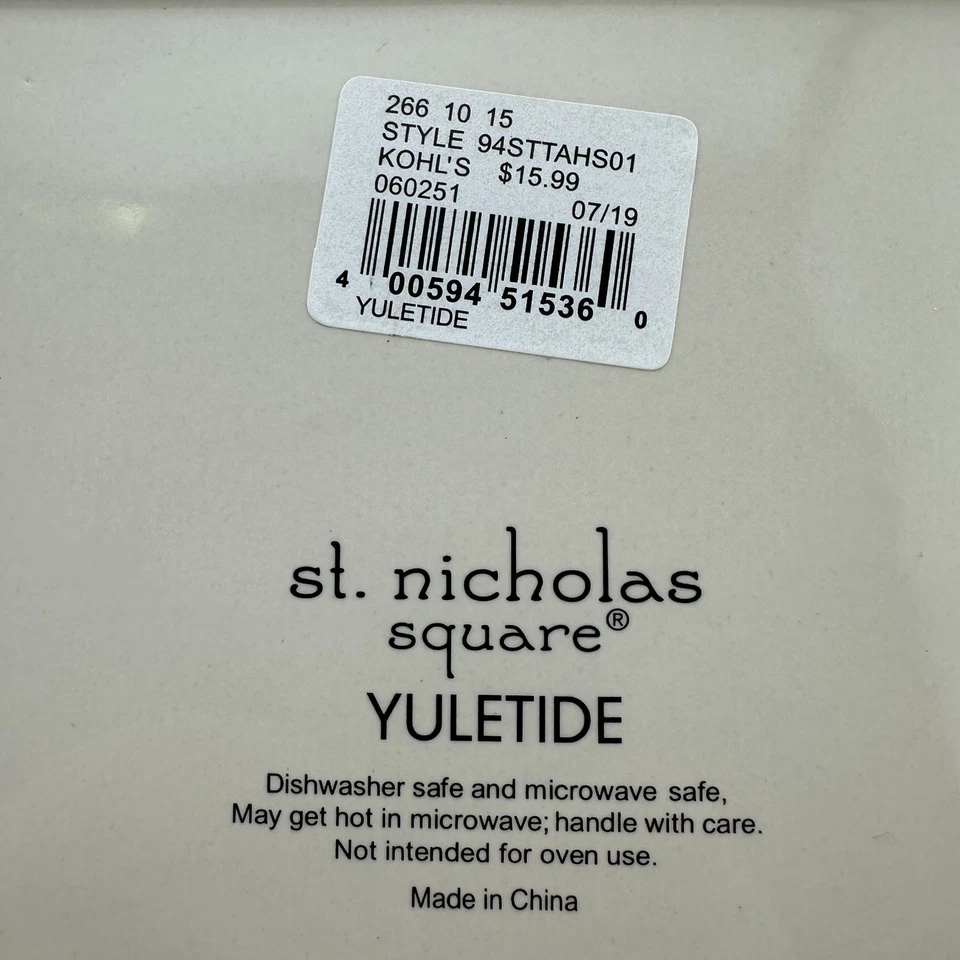 266 10 15
STYLE 94STTAHS01
KOHL'S $15.99
060251 07/19
4 00594 51536 0
YULETIDE
st. nicholas
square®
YULETIDE
Dishwasher safe and microwave safe,
May get hot in microwave; handle with care.
Not intended for oven use.
Made in China